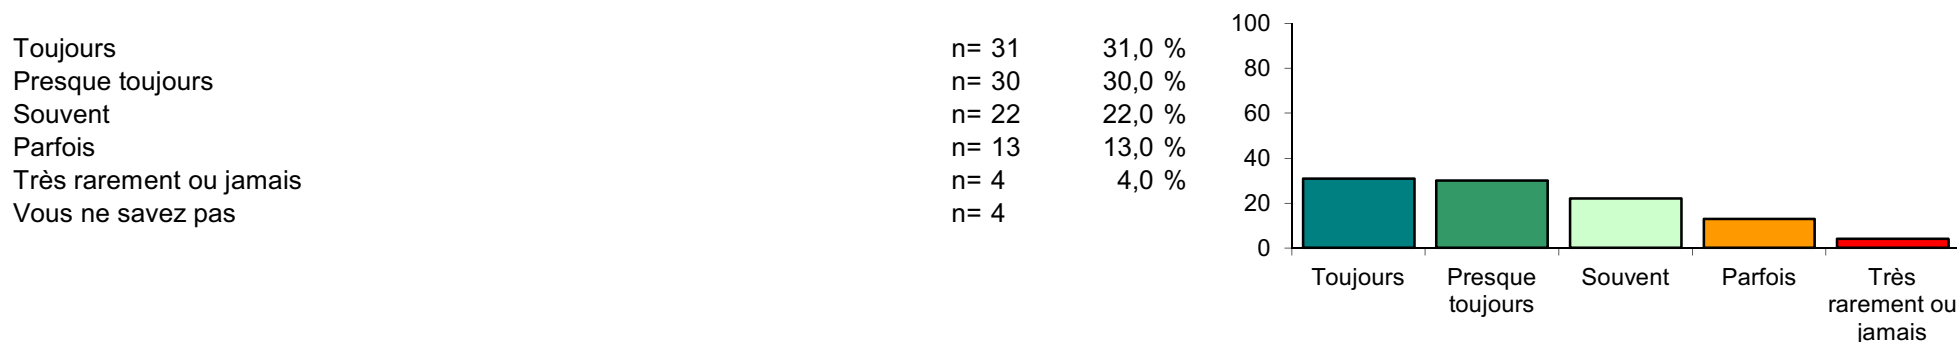 Toujours n= 31 31,0 %
Presque toujours n= 30 30,0 %
Souvent n= 22 22,0 %
Parfois n= 13 13,0 %
Très rarement ou jamais n= 4 4,0 %
Vous ne savez pas n= 4
100
80
60
40
20
0
Toujours
Presque
toujours
Souvent
Parfois
Très
rarement ou
jamais